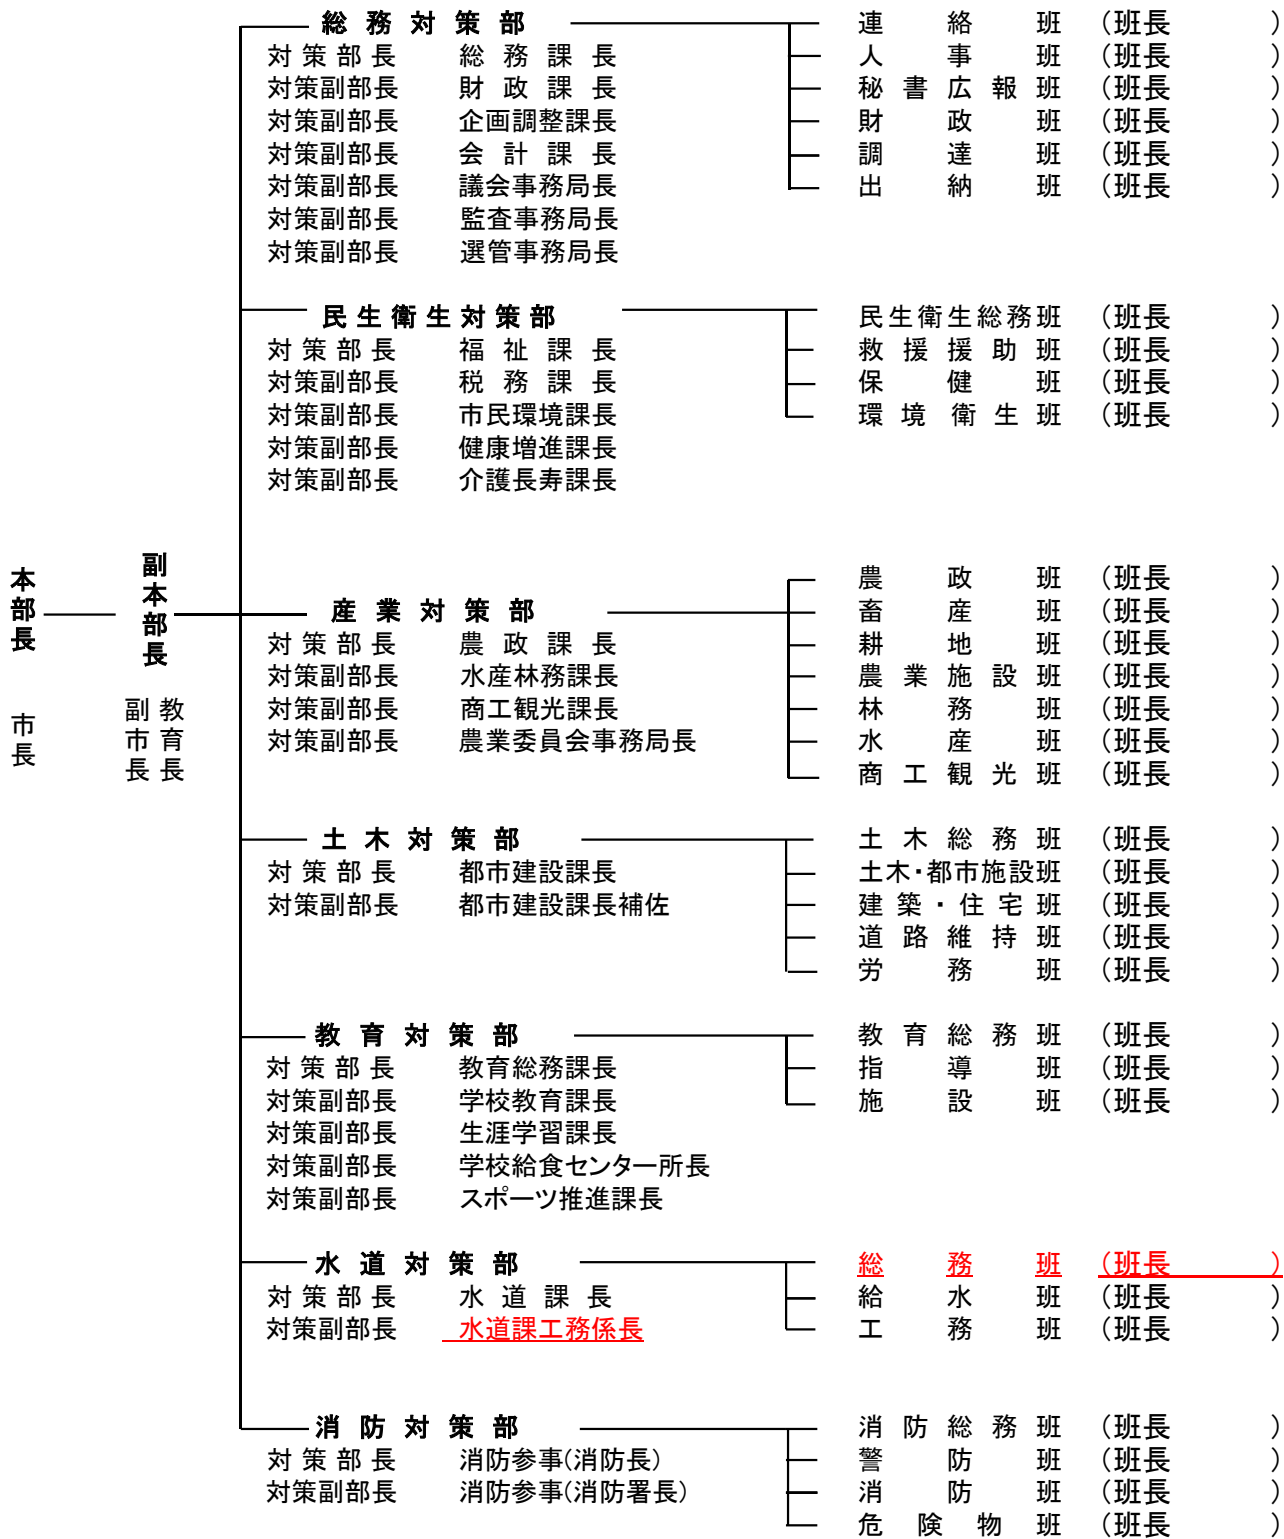 総務対策部 連絡班 (班長 )
対策部長 総務課長 人事班 (班長 )
対策副部長 財政課長 秘書広報班 (班長 )
対策副部長 企画調整課長 財政班 (班長 )
対策副部長 会計課長 調達班 (班長 )
対策副部長 議会事務局長 出納班 (班長 )
対策副部長 監査事務局長
対策副部長 選管事務局長
民生衛生対策部 民生衛生総務班 (班長 )
対策部長 福祉課長 救援援助班 (班長 )
対策副部長 税務課長 保健班 (班長 )
対策副部長 市民環境課長 環境衛生班 (班長 )
対策副部長 健康増進課長
対策副部長 介護長寿課長
本部長
市長
副本部長
副市長
教育長
農政班 (班長 )
産業対策部 畜産班 (班長 )
対策部長 農政課長 耕地班 (班長 )
対策副部長 水産林務課長 農業施設班 (班長 )
対策副部長 商工観光課長 林務班 (班長 )
対策副部長 農業委員会事務局長 水産班 (班長 )
商工観光班 (班長 )
土木対策部 土木総務班 (班長 )
対策部長 都市建設課長 土木・都市施設班 (班長 )
対策副部長 都市建設課長補佐 建築・住宅班 (班長 )
道路維持班 (班長 )
労務班 (班長 )
教育対策部 教育総務班 (班長 )
対策部長 教育総務課長 指導班 (班長 )
対策副部長 学校教育課長 施設班 (班長 )
対策副部長 生涯学習課長
対策副部長 学校給食センター所長
対策副部長 スポーツ推進課長
水道対策部 総務班 (班長 )
対策部長 水道課長 給水班 (班長 )
対策副部長 水道課工務係長 工務班 (班長 )
消防対策部 消防総務班 (班長 )
対策部長 消防参事(消防長) 警防班 (班長 )
対策副部長 消防参事(消防署長) 消防班 (班長 )
危険物班 (班長 )